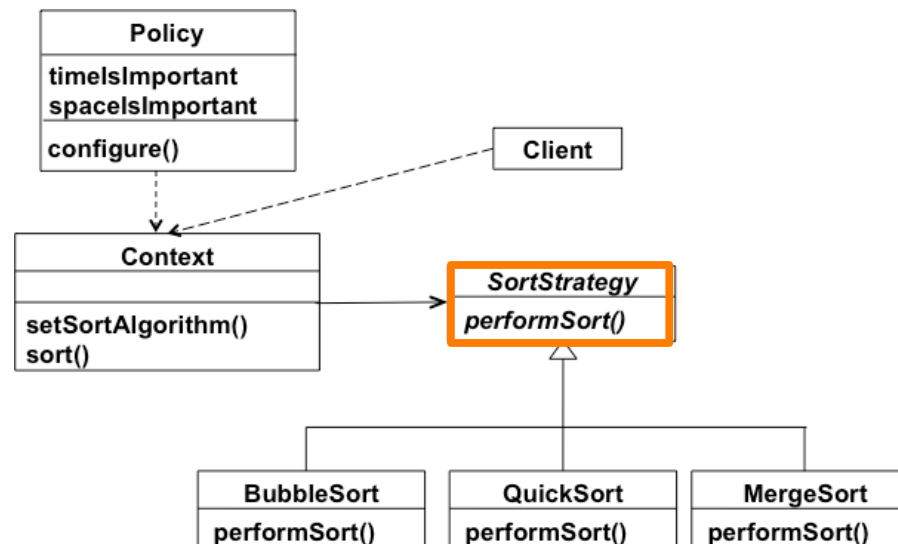 Policy
timeIsImportant
spaceIsImportant
configure()
Client
Context
setSortAlgorithm()
sort()
SortStrategy
performSort()
BubbleSort
performSort()
QuickSort
performSort()
MergeSort
performSort()